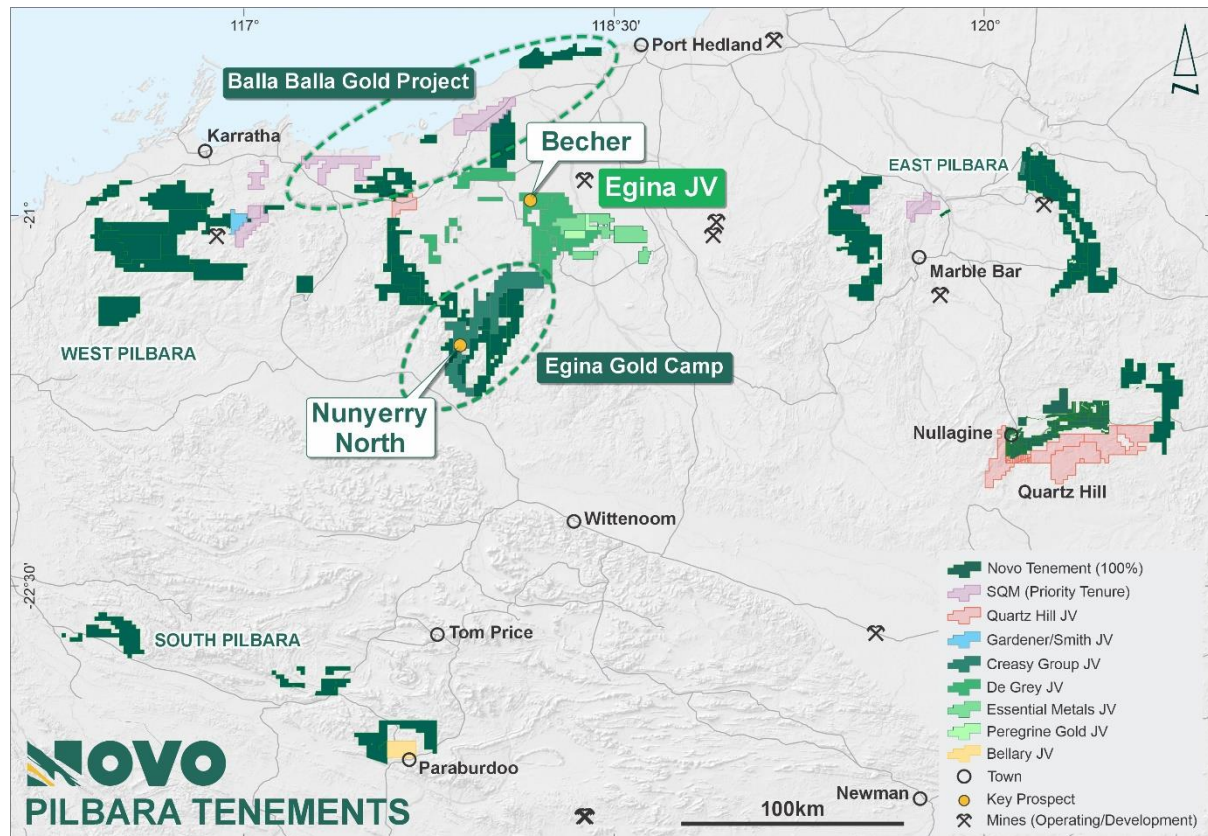 117°
118°30'
120°
Port Hedland
Balla Balla Gold Project
Karratha
Becher
Egina JV
EAST PILBARA
-21°
Marble Bar
WEST PILBARA
Egina Gold Camp
Nunyerry
North
Nullagine
Quartz Hill
Wittenoom
-22°30'
SOUTH PILBARA
Tom Price
Paraburdoo
Newman
100km
N
Novo Tenement (100%)
SQM (Priority Tenure)
Quartz Hill JV
Gardener/Smith JV
Creasy Group JV
De Grey JV
Essential Metals JV
Peregrine Gold JV
Bellary JV
Town
Key Prospect
Mines (Operating/Development)
NOVO
PILBARA TENEMENTS